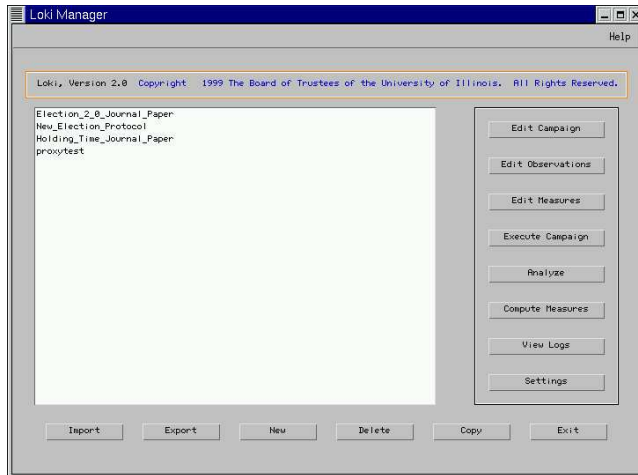 Loki Manager
Help
Loki, Version 2.0 Copyright 1999 The Board of Trustees of the University of Illinois. All Rights Reserved.
Election_2_0_Journal_Paper
New_Election_Protocol
Holding_Time_Journal_Paper
proxytest
Edit Campaign
Edit Observations
Edit Measures
Execute Campaign
Analyze
Compute Measures
View Logs
Settings
Import Export New Delete Copy Exit